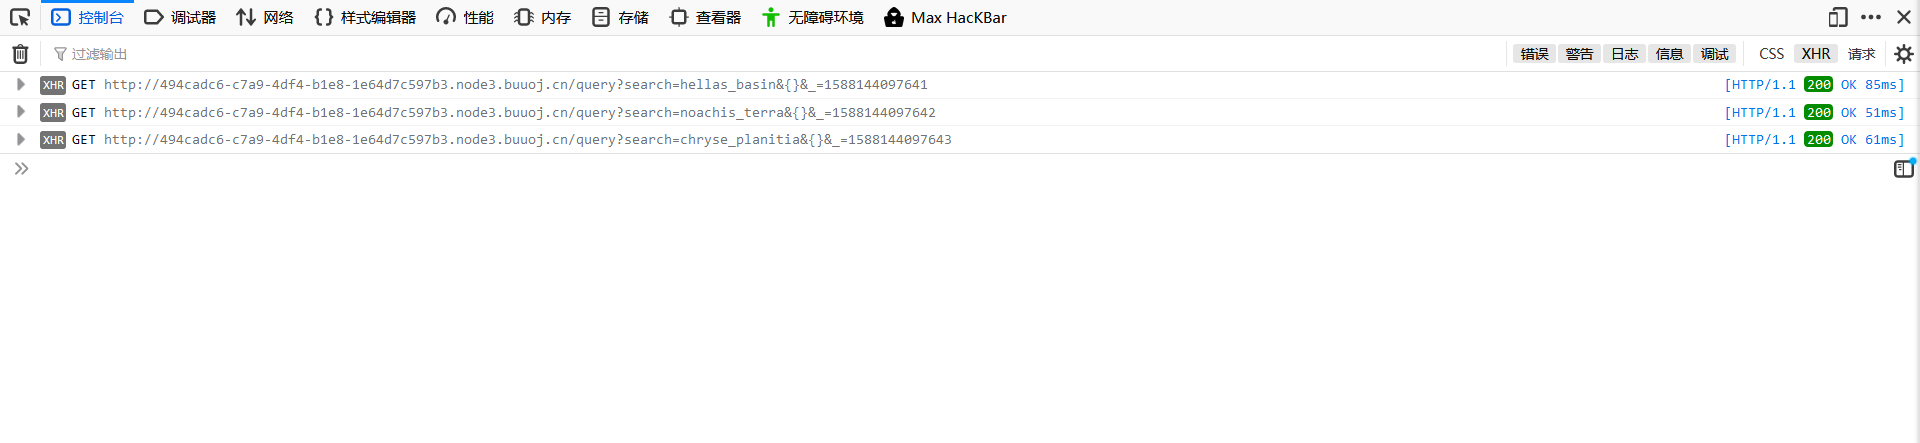 控制台 调试器 网络 样式编辑器 性能 内存 存储 查看器 无障碍环境 Max HacKBar
过滤输出 错误 警告 日志 信息 调试 CSS XHR 请求
XHR GET http://494cadc6-c7a9-4df4-b1e8-1e64d7c597b3.node3.buuoj.cn/query?search=hellas_basin&{}&_=1588144097641 [HTTP/1.1 200 OK 85ms]
XHR GET http://494cadc6-c7a9-4df4-b1e8-1e64d7c597b3.node3.buuoj.cn/query?search=noachis_terra&{}&_=1588144097642 [HTTP/1.1 200 OK 51ms]
XHR GET http://494cadc6-c7a9-4df4-b1e8-1e64d7c597b3.node3.buuoj.cn/query?search=chryse_planitia&{}&_=1588144097643 [HTTP/1.1 200 OK 61ms]